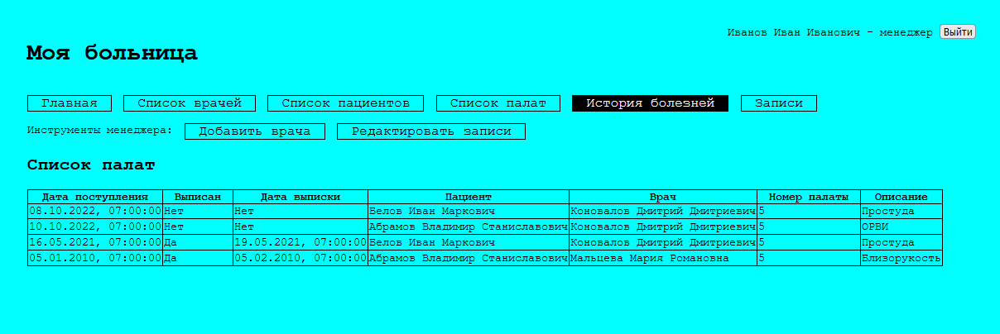 Иванов Иван Иванович - менеджер Выйти
Моя больница
Главная Список врачей Список пациентов Список палат История болезней Записи
Инструменты менеджера: Добавить врача Редактировать записи
Список палат
Дата поступления Выписан Дата выписки Пациент Врач Номер палаты Описание
08.10.2022, 07:00:00 Нет Нет Белов Иван Маркович Коновалов Дмитрий Дмитриевич 5 Простуда
10.10.2022, 07:00:00 Нет Нет Абрамов Владимир Станиславович Коновалов Дмитрий Дмитриевич 5 ОРВИ
16.05.2021, 07:00:00 Да 19.05.2021, 07:00:00 Белов Иван Маркович Коновалов Дмитрий Дмитриевич 5 Простуда
05.01.2010, 07:00:00 Да 05.02.2010, 07:00:00 Абрамов Владимир Станиславович Мальцева Мария Романовна 5 Близорукость